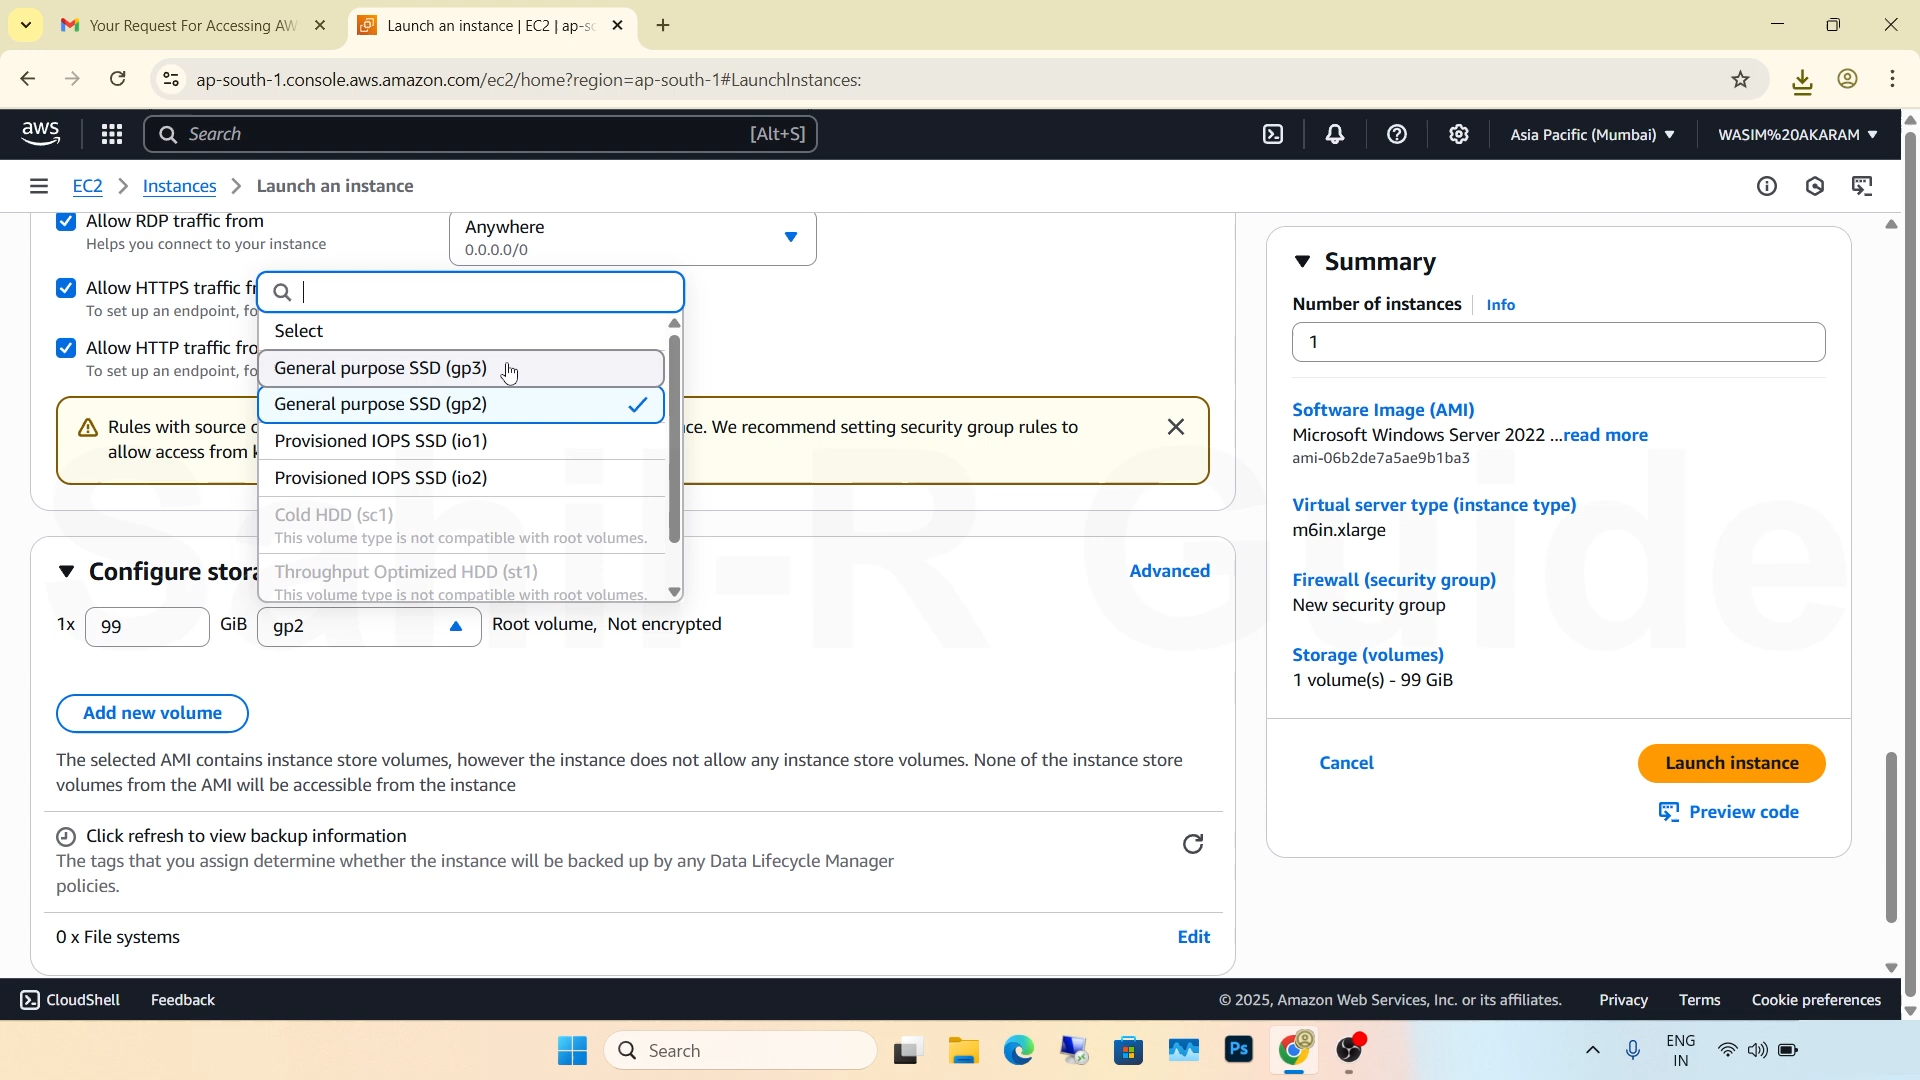 Your Request For Accessing AW
Launch an instance | EC2 | ap-so
ap-south-1.console.aws.amazon.com/ec2/home?region=ap-south-1#LaunchInstances:
aws
Search
[Alt+S]
Asia Pacific (Mumbai)
WASIM%20AKARAM
EC2
Instances
Launch an instance
Allow RDP traffic from
Helps you connect to your instance
Anywhere
0.0.0.0/0
Allow HTTPS traffic fr
To set up an endpoint, fo
Allow HTTP traffic fro
To set up an endpoint, fo
Select
General purpose SSD (gp3)
General purpose SSD (gp2)
Provisioned IOPS SSD (io1)
Provisioned IOPS SSD (io2)
Cold HDD (sc1)
This volume type is not compatible with root volumes.
Throughput Optimized HDD (st1)
This volume type is not compatible with root volumes.
Rules with source o
ce. We recommend setting security group rules to
allow access from k
Configure stora
Advanced
1x
99
GiB
gp2
Root volume, Not encrypted
Add new volume
The selected AMI contains instance store volumes, however the instance does not allow any instance store volumes. None of the instance store
volumes from the AMI will be accessible from the instance
Click refresh to view backup information
The tags that you assign determine whether the instance will be backed up by any Data Lifecycle Manager
policies.
0 x File systems
Edit
Summary
Number of instances
Info
1
Software Image (AMI)
Microsoft Windows Server 2022 ...read more
ami-06b2de7a5ae9b1ba3
Virtual server type (instance type)
m6in.xlarge
Firewall (security group)
New security group
Storage (volumes)
1 volume(s) - 99 GiB
Cancel
Launch instance
Preview code
Sahil-R Guide
CloudShell
Feedback
© 2025, Amazon Web Services, Inc. or its affiliates.
Privacy
Terms
Cookie preferences
Search
Ps
ENG
IN